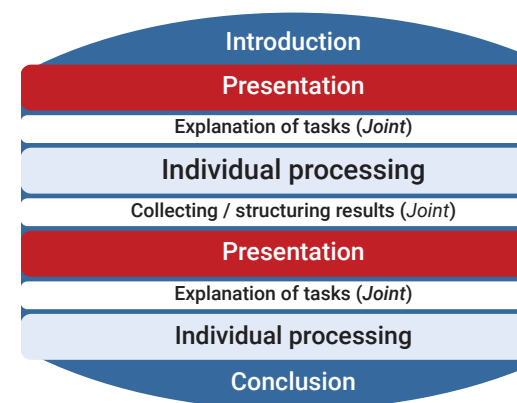 Introduction
Presentation
Explanation of tasks (Joint)
Individual processing
Collecting / structuring results (Joint)
Presentation
Explanation of tasks (Joint)
Individual processing
Conclusion